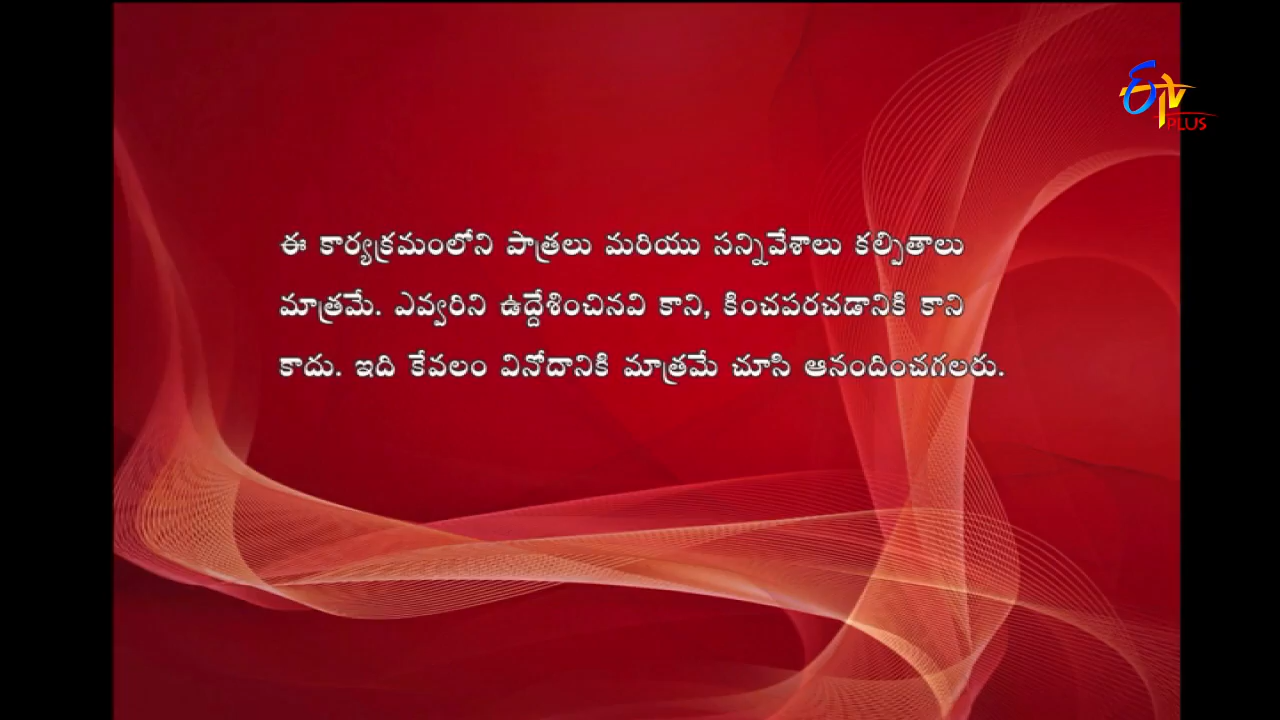 ETV
PLUS
ఈ కార్యక్రమంలోని పాత్రలు మరియు సన్నివేశాలు కల్పితాలు
మాత్రమే. ఎవ్వరిని ఉద్దేశించినవి కాని, కించపరచడానికి కాని
కాదు. ఇది కేవలం వినోదానికి మాత్రమే చూసి ఆనందించగలరు.